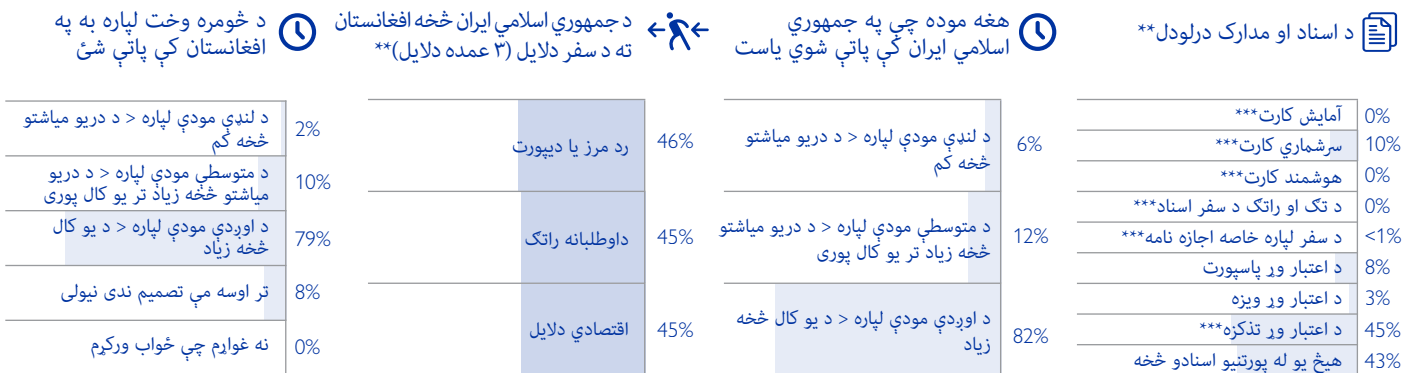 د اسناد او مدارک درلودل**
آمایش کارت*** 0%
سرشماري کارت*** 10%
هوشمند کارت*** 0%
د تګ او راتګ د سفر اسناد*** 0%
د سفر لپاره خاصه اجازه نامه*** <1%
د اعتبار وړ پاسپورت 8%
د اعتبار وړ ویزه 3%
د اعتبار وړ تذکزه*** 45%
هیڅ یو له پورتنیو اسنادو څخه 43%
هغه موده چې په جمهوري
اسلامي ایران کې پاتې شوي یاست
د لنډې مودې لپاره < د دریو میاشتو
څخه کم
6%
د متوسطې مودې لپاره < د دریو میاشتو
څخه زیاد تر یو کال پوری
12%
د اوږدې مودې لپاره < د یو کال څخه
زیاد
82%
د جمهوري اسلامي ایران څخه افغانستان
ته د سفر دلایل (۳ عمده دلایل)**
رد مرز یا دیپورت 46%
داوطلبانه راتګ 45%
اقتصادي دلایل 45%
د څومره وخت لپاره به په
افغانستان کې پاتې شئ
د لنډې مودې لپاره < د دریو میاشتو
څخه کم
2%
د متوسطې مودې لپاره < د دریو
میاشتو څخه زیاد تر یو کال پوری
10%
د اوږدې مودې لپاره < د یو کال
څخه زیاد
79%
تر اوسه مې تصمیم ندی نیولی 8%
نه غواړم چې ځواب ورکړم 0%